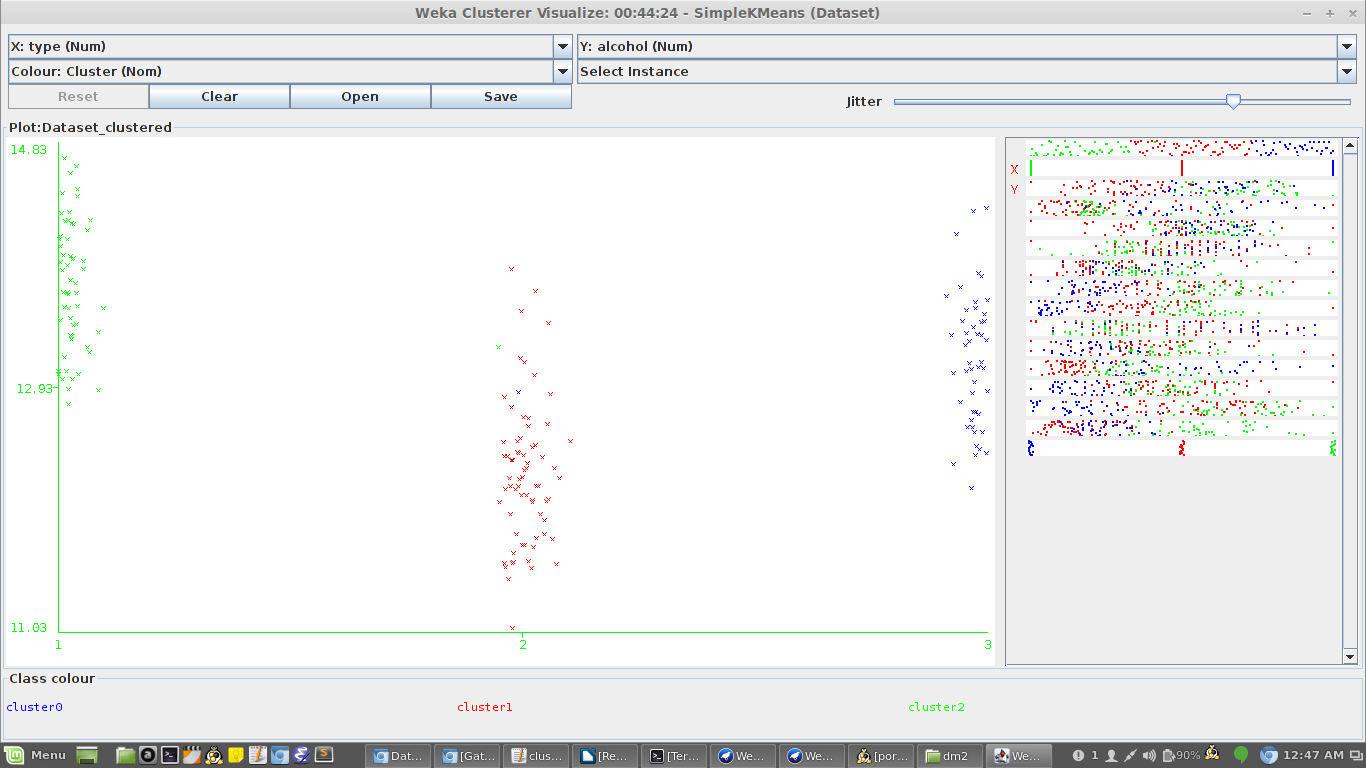 Weka Clusterer Visualize: 00:44:24 - SimpleKMeans (Dataset)
X: type (Num)
Y: alcohol (Num)
Colour: Cluster (Nom)
Select Instance
Reset
Clear
Open
Save
Jitter
Plot:Dataset_clustered
14.83
12.93
11.03
1
2
3
X
Y
Class colour
cluster0
cluster1
cluster2
Menu
Dat...
[Gat...
clus...
[Re...
[Ter...
We...
We...
[por...
dm2
We...
1
90%
12:47 AM